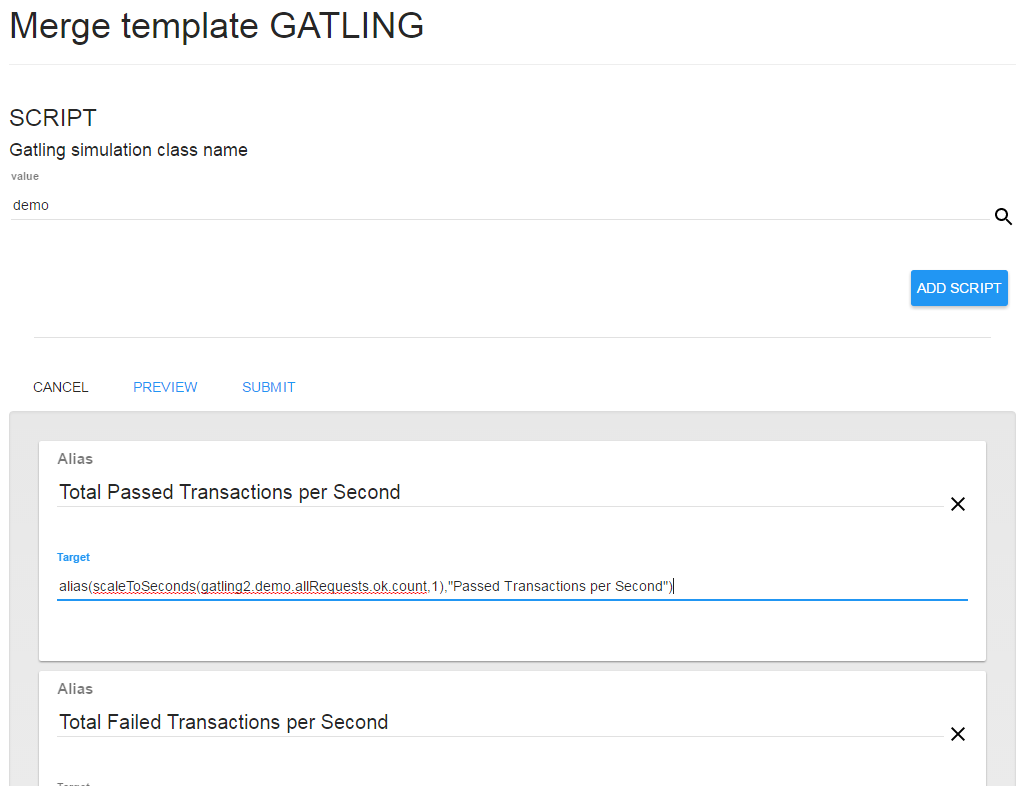 Merge template GATLING
SCRIPT
Gatling simulation class name
value
demo
ADD SCRIPT
CANCEL PREVIEW SUBMIT
Alias
Total Passed Transactions per Second
Target
alias(scaleToSeconds(gatling2.demo.allRequests.ok.count,1),"Passed Transactions per Second")
Alias
Total Failed Transactions per Second